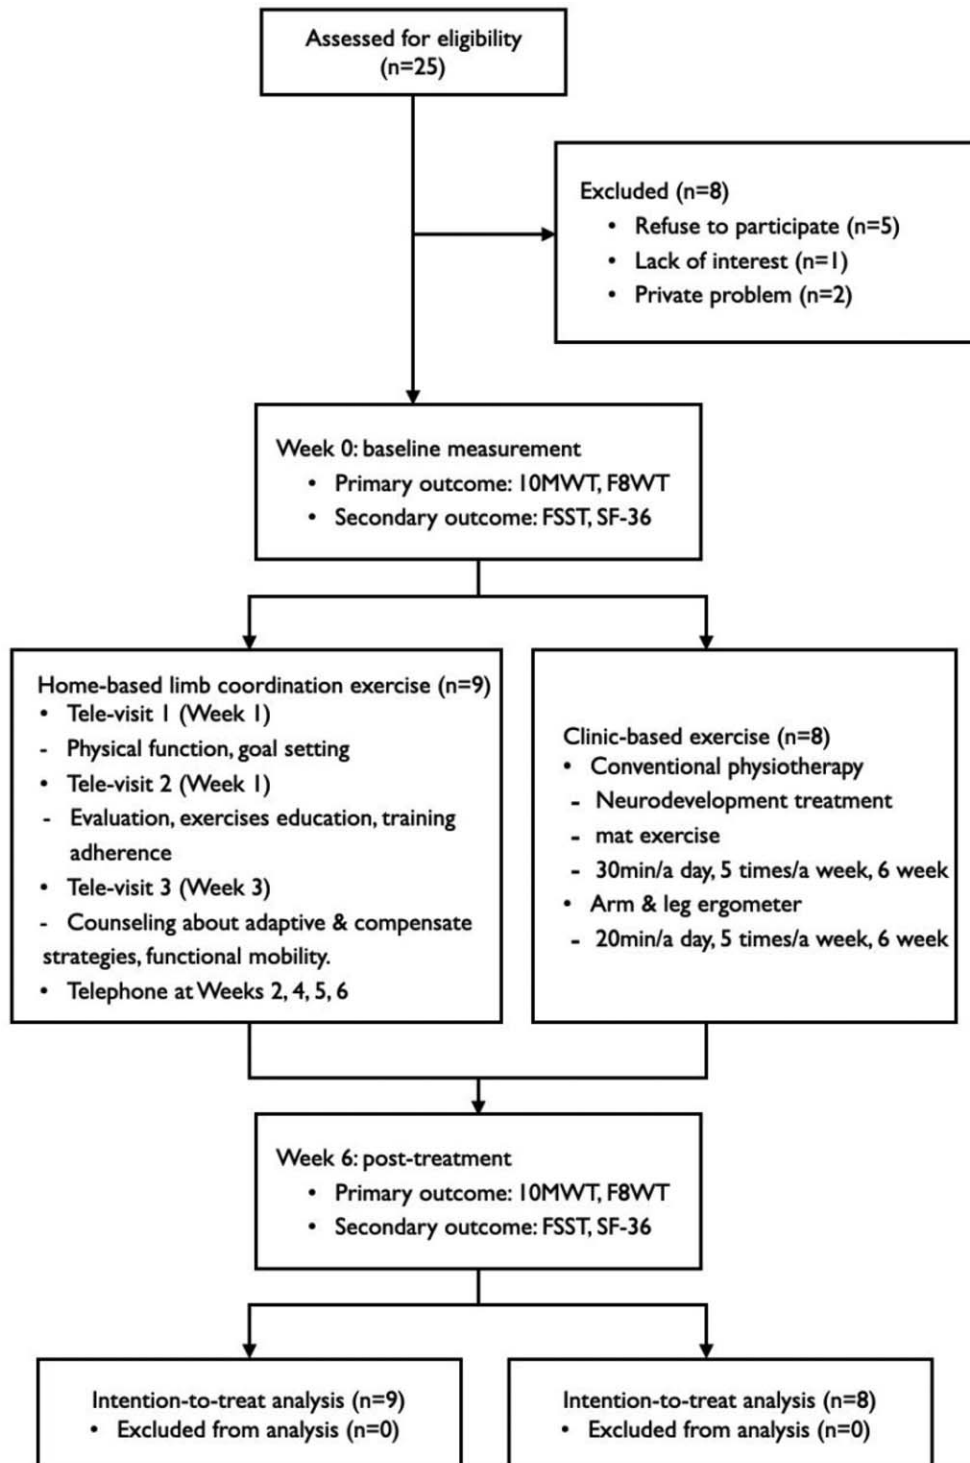 Assessed for eligibility
(n=25)
Excluded (n=8)
• Refuse to participate (n=5)
• Lack of interest (n=1)
• Private problem (n=2)
Week 0: baseline measurement
• Primary outcome: 10MWT, F8WT
• Secondary outcome: FSST, SF-36
Home-based limb coordination exercise (n=9)
• Tele-visit 1 (Week 1)
- Physical function, goal setting
• Tele-visit 2 (Week 1)
- Evaluation, exercises education, training
adherence
• Tele-visit 3 (Week 3)
- Counseling about adaptive & compensate
strategies, functional mobility.
• Telephone at Weeks 2, 4, 5, 6
Clinic-based exercise (n=8)
• Conventional physiotherapy
- Neurodevelopment treatment
- mat exercise
- 30min/a day, 5 times/a week, 6 week
• Arm & leg ergometer
- 20min/a day, 5 times/a week, 6 week
Week 6: post-treatment
• Primary outcome: 10MWT, F8WT
• Secondary outcome: FSST, SF-36
Intention-to-treat analysis (n=9)
• Excluded from analysis (n=0)
Intention-to-treat analysis (n=8)
• Excluded from analysis (n=0)